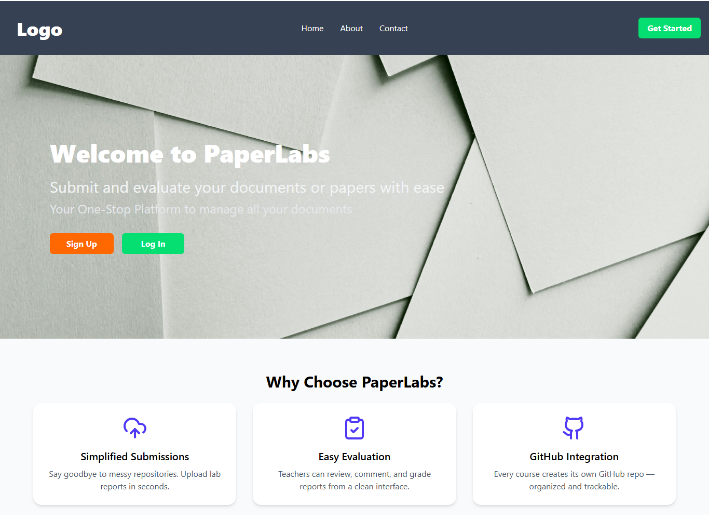 Logo
Home About Contact
Get Started
Welcome to PaperLabs
Submit and evaluate your documents or papers with ease
Your One-Stop Platform to manage all your documents
Sign Up Log In
Why Choose PaperLabs?
Simplified Submissions
Say goodbye to messy repositories. Upload lab
reports in seconds.
Easy Evaluation
Teachers can review, comment, and grade
reports from a clean interface.
GitHub Integration
Every course creates its own GitHub repo —
organized and trackable.